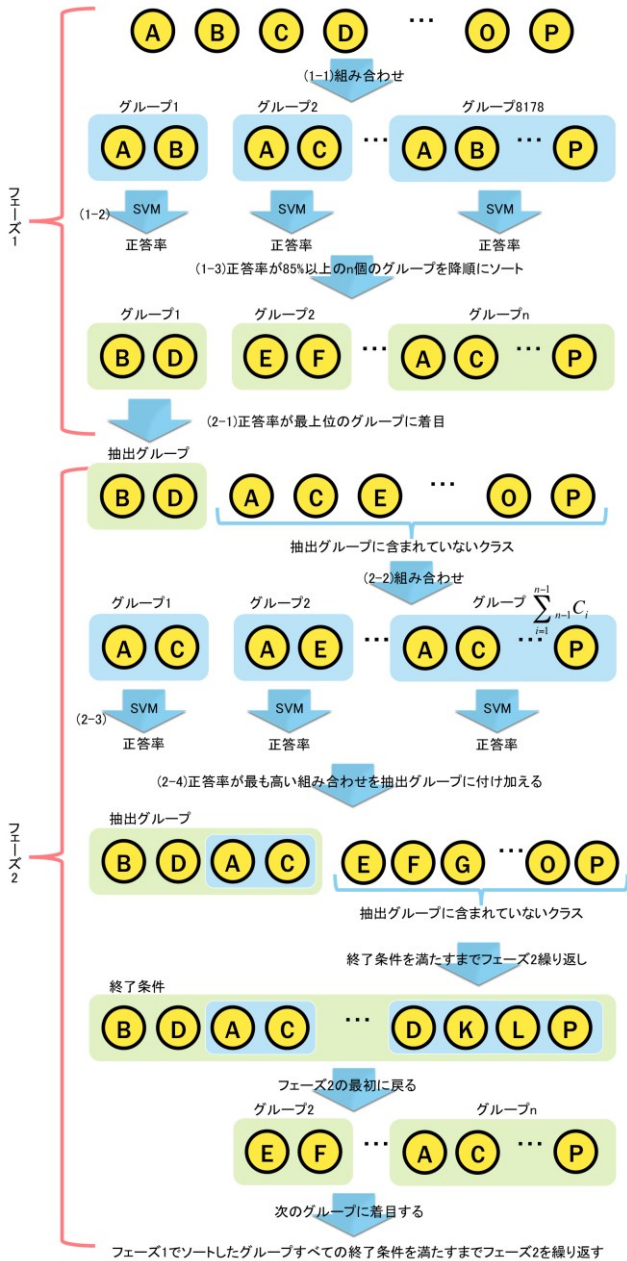 A B C D … O P
(1-1)組み合わせ
グループ1 グループ2 グループ8178
A B A C … A B … P
(1-2) SVM SVM SVM
正答率 正答率 正答率
(1-3)正答率が85%以上のn個のグループを降順にソート
グループ1 グループ2 グループn
B D E F … A C … P
フェーズ1
(2-1)正答率が最上位のグループに着目
抽出グループ
B D A C E … O P
抽出グループに含まれていないクラス
(2-2)組み合わせ
グループ1 グループ2 グループ \sum_{i=1}^{n-1} {}_{n-1}C_i
A C A E … A C … P
(2-3) SVM SVM SVM
正答率 正答率 正答率
(2-4)正答率が最も高い組み合わせを抽出グループに付け加える
抽出グループ
B D A C E F G … O P
抽出グループに含まれていないクラス
フェーズ2
終了条件を満たすまでフェーズ2繰り返し
終了条件
B D A C … D K L P
フェーズ2の最初に戻る
グループ2 グループn
E F … A C … P
次のグループに着目する
フェーズ1でソートしたグループすべての終了条件を満たすまでフェーズ2を繰り返す